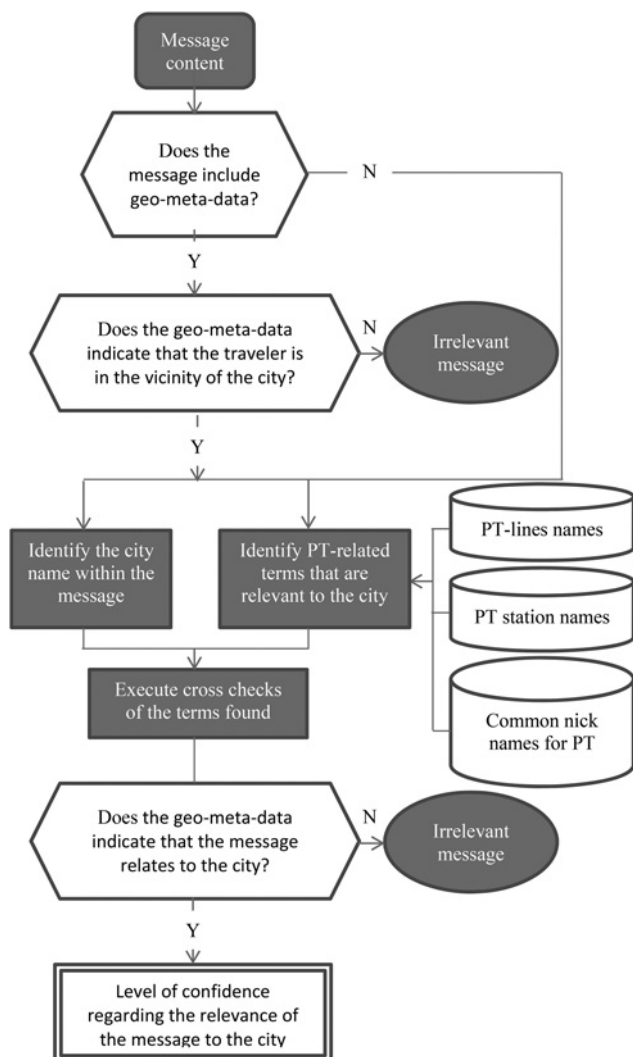 Message
content
Does the
message include
geo-meta-data?
N
Y
Does the geo-meta-data
indicate that the traveler is
in the vicinity of the city?
N
Irrelevant
message
Y
Identify the city
name within the
message
Identify PT-related
terms that are
relevant to the city
PT-lines names
PT station names
Common nick
names for PT
Execute cross checks
of the terms found
Does the geo-meta-data
indicate that the message
relates to the city?
N
Irrelevant
message
Y
Level of confidence
regarding the relevance of
the message to the city